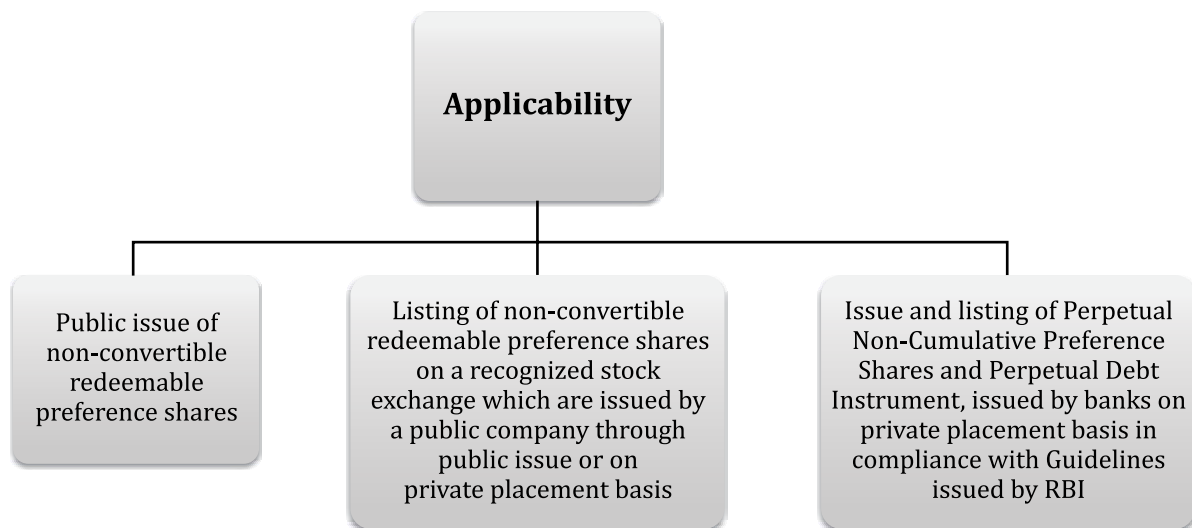 Applicability
Public issue of
non-convertible
redeemable
preference shares
Listing of non-convertible
redeemable preference shares
on a recognized stock
exchange which are issued by
a public company through
public issue or on
private placement basis
Issue and listing of Perpetual
Non-Cumulative Preference
Shares and Perpetual Debt
Instrument, issued by banks on
private placement basis in
compliance with Guidelines
issued by RBI